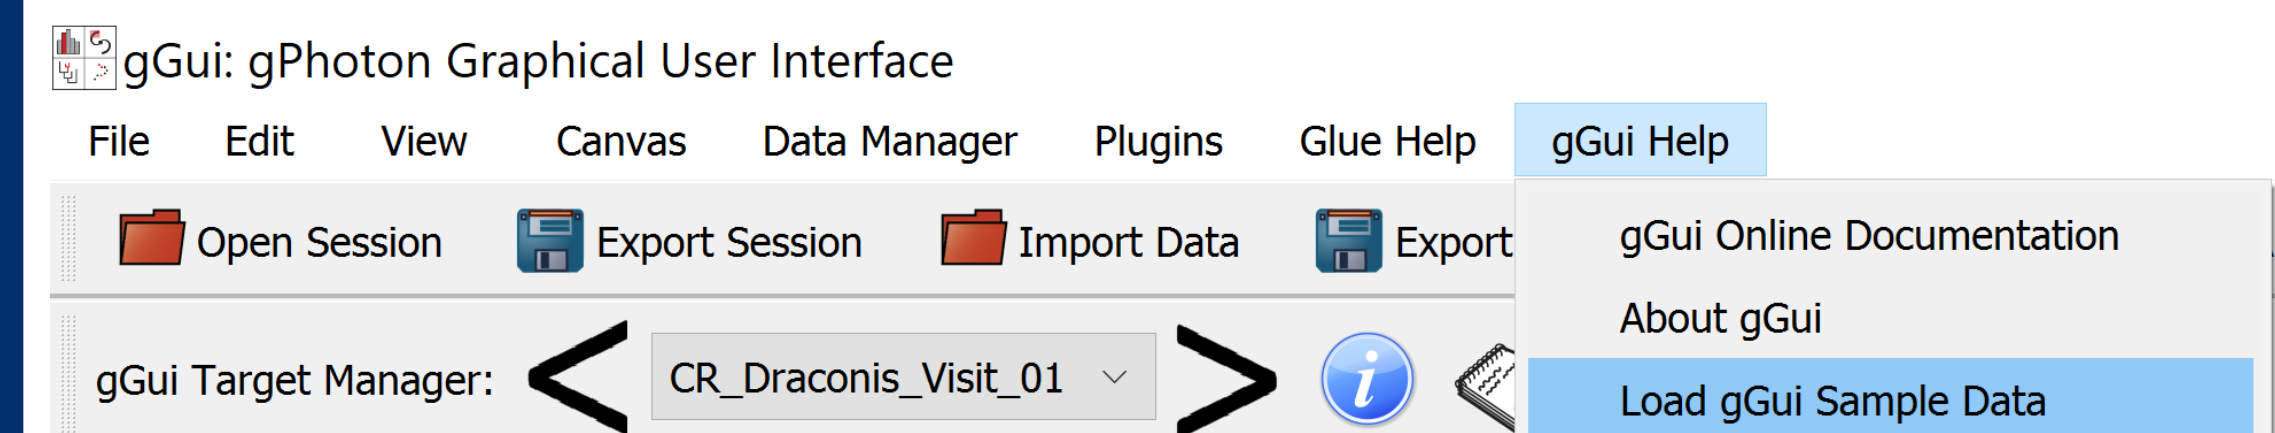 gGui: gPhoton Graphical User Interface
File Edit View Canvas Data Manager Plugins Glue Help gGui Help
Open Session Export Session Import Data Export
gGui Online Documentation
About gGui
gGui Target Manager: < CR_Draconis_Visit_01 >
Load gGui Sample Data